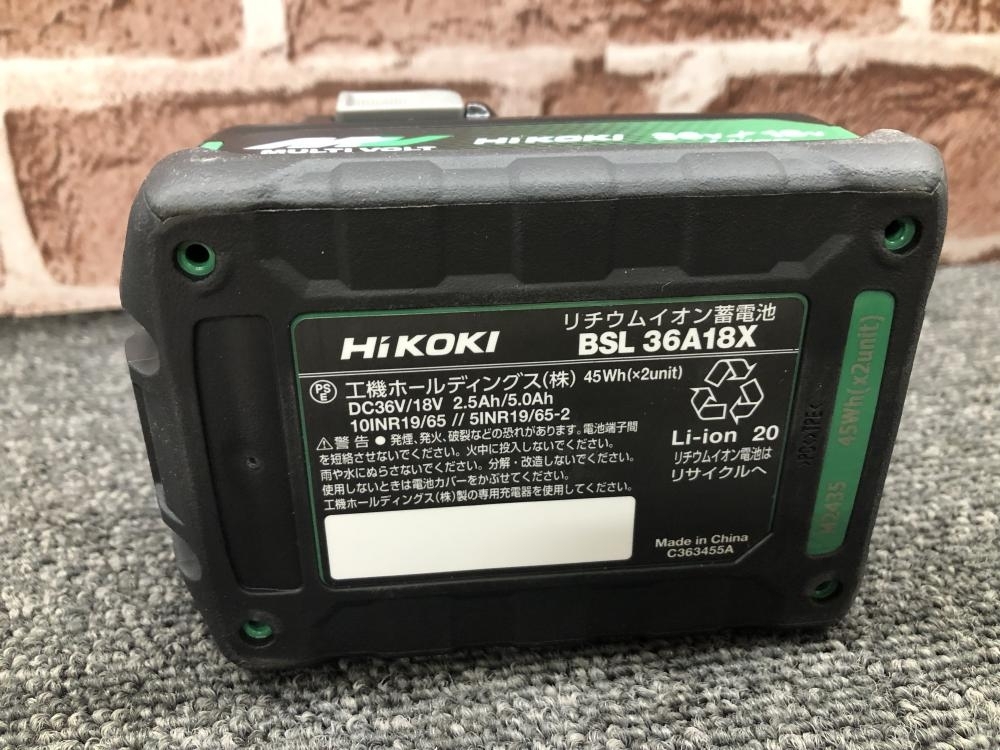 MULTI VOLT
HiKOKI
36V 18V
HiKOKI
リチウムイオン蓄電池
BSL 36A18X
PS
E
工機ホールディングス(株) 45Wh(×2unit)
DC36V/18V 2.5Ah/5.0Ah
10INR19/65 // 5INR19/65-2
⚠警告 ● 発煙、発火、破裂などの恐れがあります。電池端子間
を短絡させないでください。火中に投入しないでください。
雨や水にぬらさないでください。分解・改造しないでください。
使用しないときは電池カバーをかぶせてください。
工機ホールディングス(株)製の専用充電器を使用してください。
Li-ion 20
リチウムイオン電池は
リサイクルへ
Made in China
C363455A
>PC+TPE<
45Wh(x2unit)
M2435